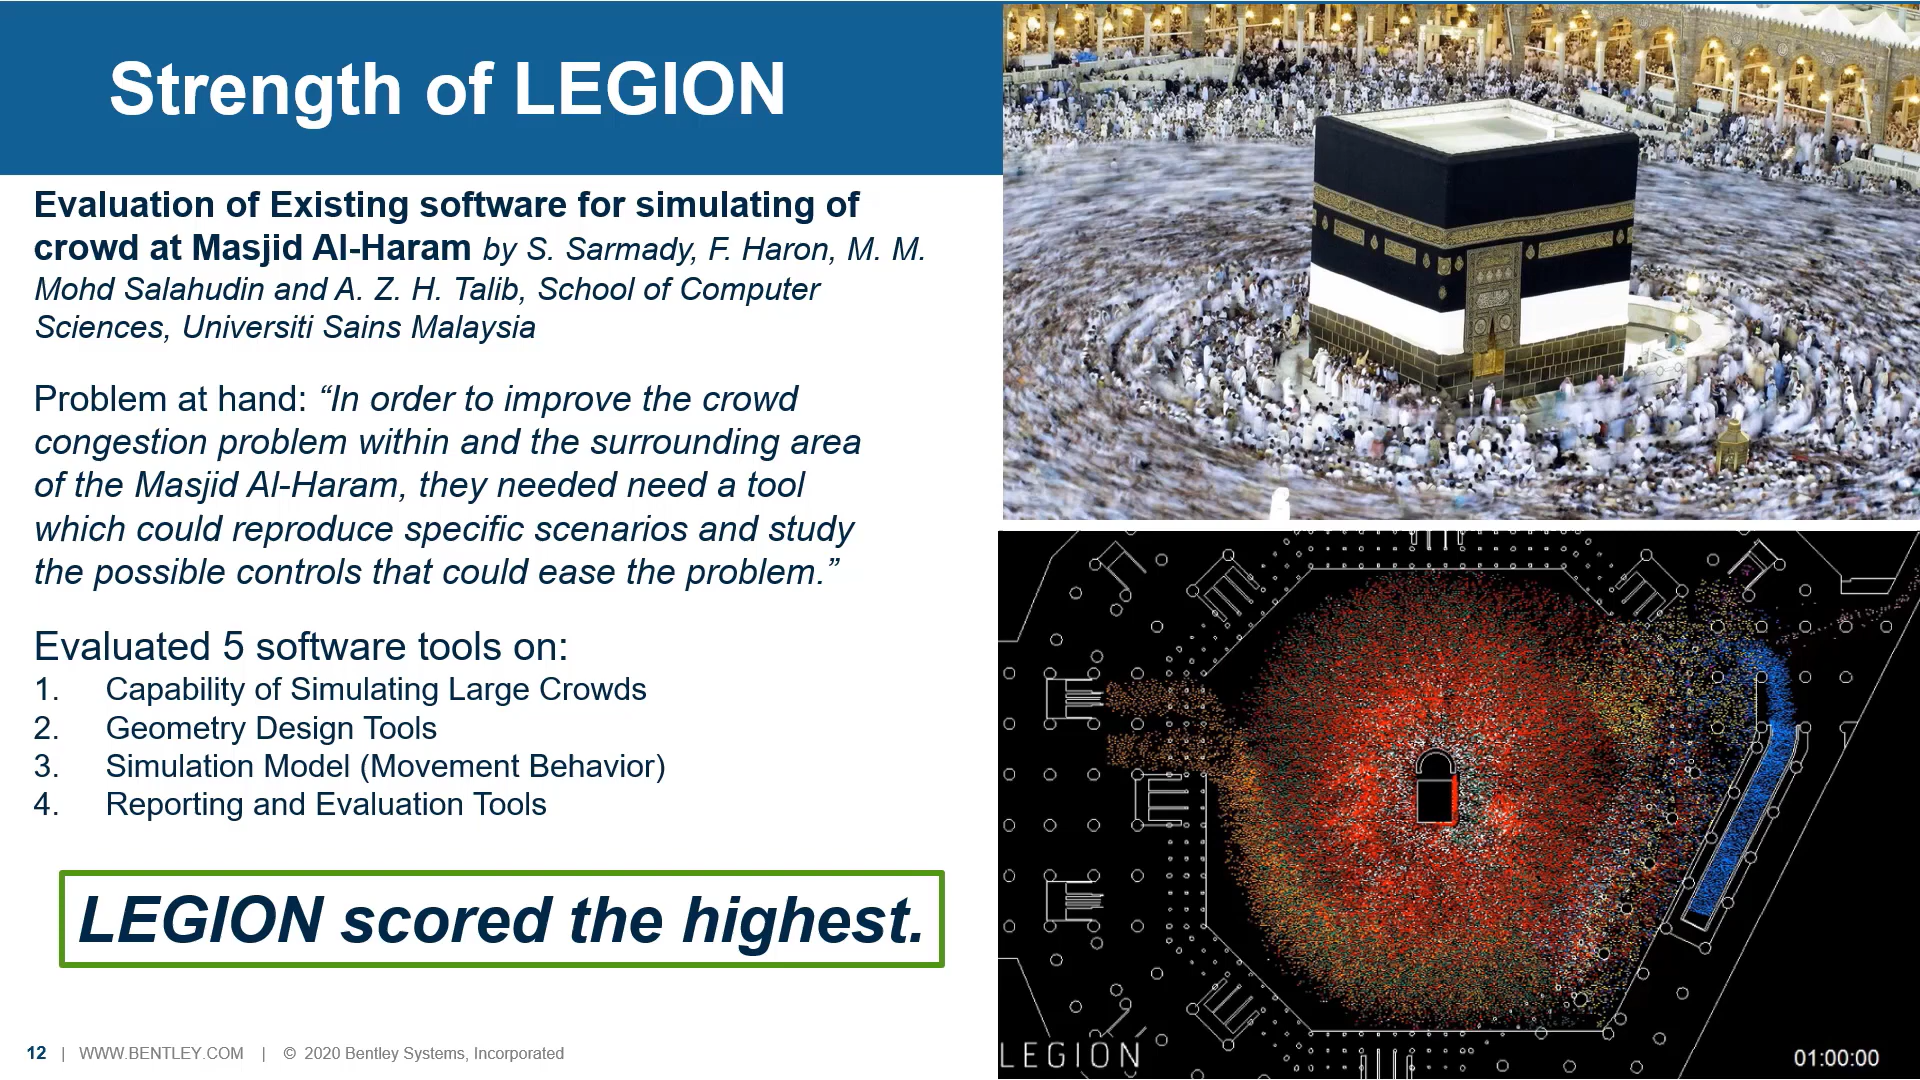 Strength of LEGION
Evaluation of Existing software for simulating of
crowd at Masjid Al-Haram by S. Sarmady, F. Haron, M. M.
Mohd Salahudin and A. Z. H. Talib, School of Computer
Sciences, Universiti Sains Malaysia
Problem at hand: “In order to improve the crowd
congestion problem within and the surrounding area
of the Masjid Al-Haram, they needed need a tool
which could reproduce specific scenarios and study
the possible controls that could ease the problem.”
Evaluated 5 software tools on:
1. Capability of Simulating Large Crowds
2. Geometry Design Tools
3. Simulation Model (Movement Behavior)
4. Reporting and Evaluation Tools
LEGION scored the highest.
12 | WWW.BENTLEY.COM | © 2020 Bentley Systems, Incorporated
LEGION
01:00:00